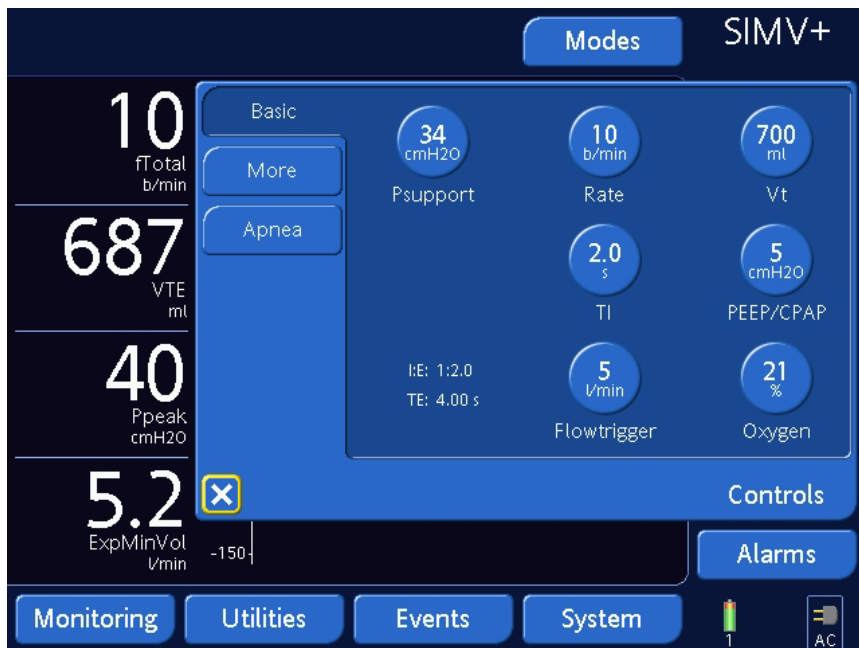 Modes
SIMV+
10
fTotal
b/min
687
VTE
ml
40
Ppeak
cmH2O
5.2
ExpMinVol
l/min
Basic
More
Apnea
34
cmH2O
Psupport
10
b/min
Rate
700
ml
Vt
2.0
s
TI
5
cmH2O
PEEP/CPAP
I:E: 1:2.0
TE: 4.00 s
5
l/min
Flowtrigger
21
%
Oxygen
Controls
-150
Alarms
Monitoring
Utilities
Events
System
1
AC